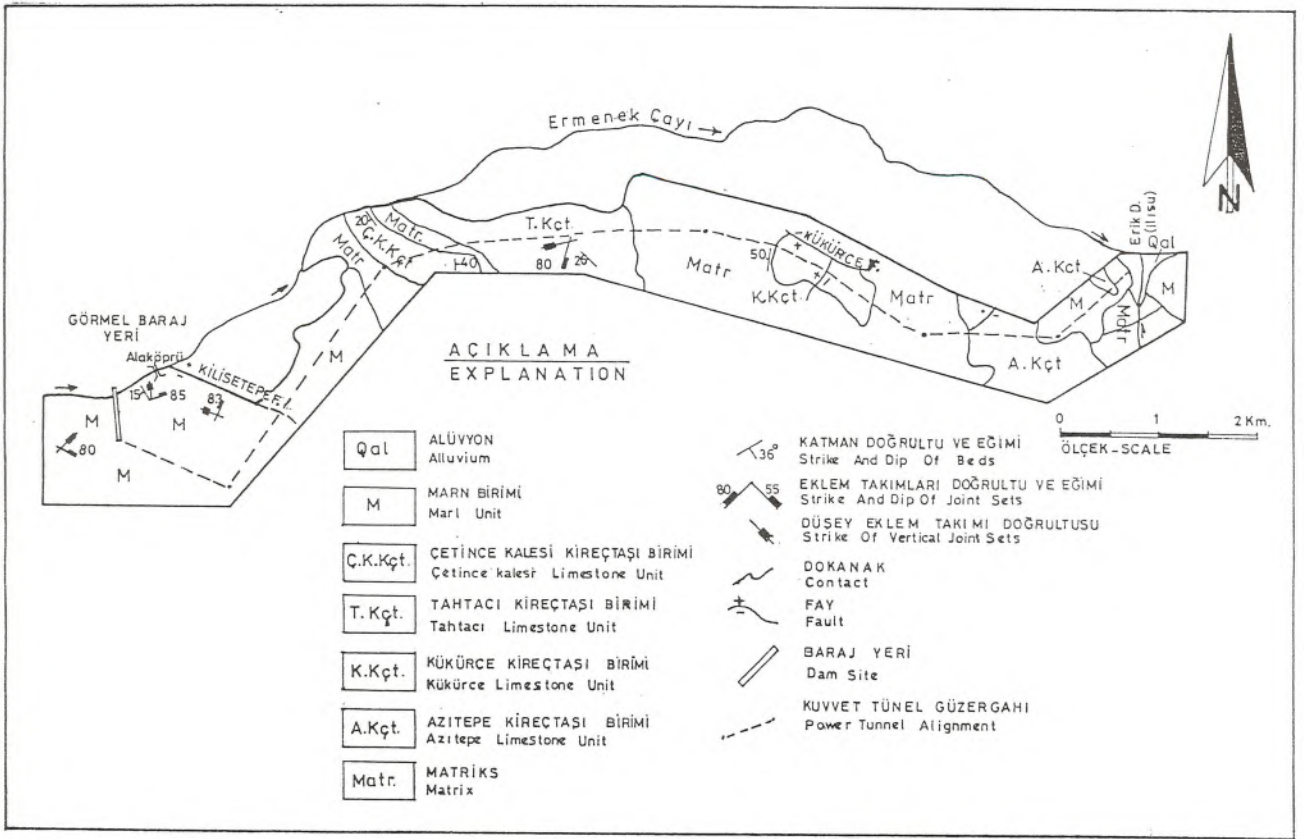 Ermenek Çayı
N
Erik D.
(Ilısu)
Qal
A.Kct
M
M
Matr
20
Matr.
Ç.K.Kçt
Matr
40
T.Kçt.
80
20
Matr
50
KÜKÜRCE F.
K.Kçt.
Matr
A.Kçt
GÖRMEL BARAJ
YERİ
Alaköprü
KİLİSETEPE F.
M
15
85
83
M
M
80
M
0 1 2 Km.
ÖLÇEK-SCALE
AÇIKLAMA
EXPLANATION
Qal
ALÜVYON
Alluvium
M
MARN BİRİMİ
Marl Unit
Ç.K.Kçt.
ÇETİNCE KALESİ KİREÇTAŞI BİRİMİ
Çetince kalesi Limestone Unit
T.Kçt.
TAHTACI KİREÇTAŞI BİRİMİ
Tahtacı Limestone Unit
K.Kçt.
KÜKÜRCE KİREÇTAŞI BİRİMİ
Kükürce Limestone Unit
A.Kçt.
AZITEPE KİREÇTAŞI BİRİMİ
Azıtepe Limestone Unit
Matr.
MATRİKS
Matrix
36°
KATMAN DOĞRULTU VE EĞİMİ
Strike And Dip Of Beds
80 55
EKLEM TAKIMLARI DOĞRULTU VE EĞİMİ
Strike And Dip Of Joint Sets
DÜŞEY EKLEM TAKIMI DOĞRULTUSU
Strike Of Vertical Joint Sets
DOKANAK
Contact
FAY
Fault
BARAJ YERİ
Dam Site
KUVVET TÜNEL GÜZERGAHI
Power Tunnel Alignment